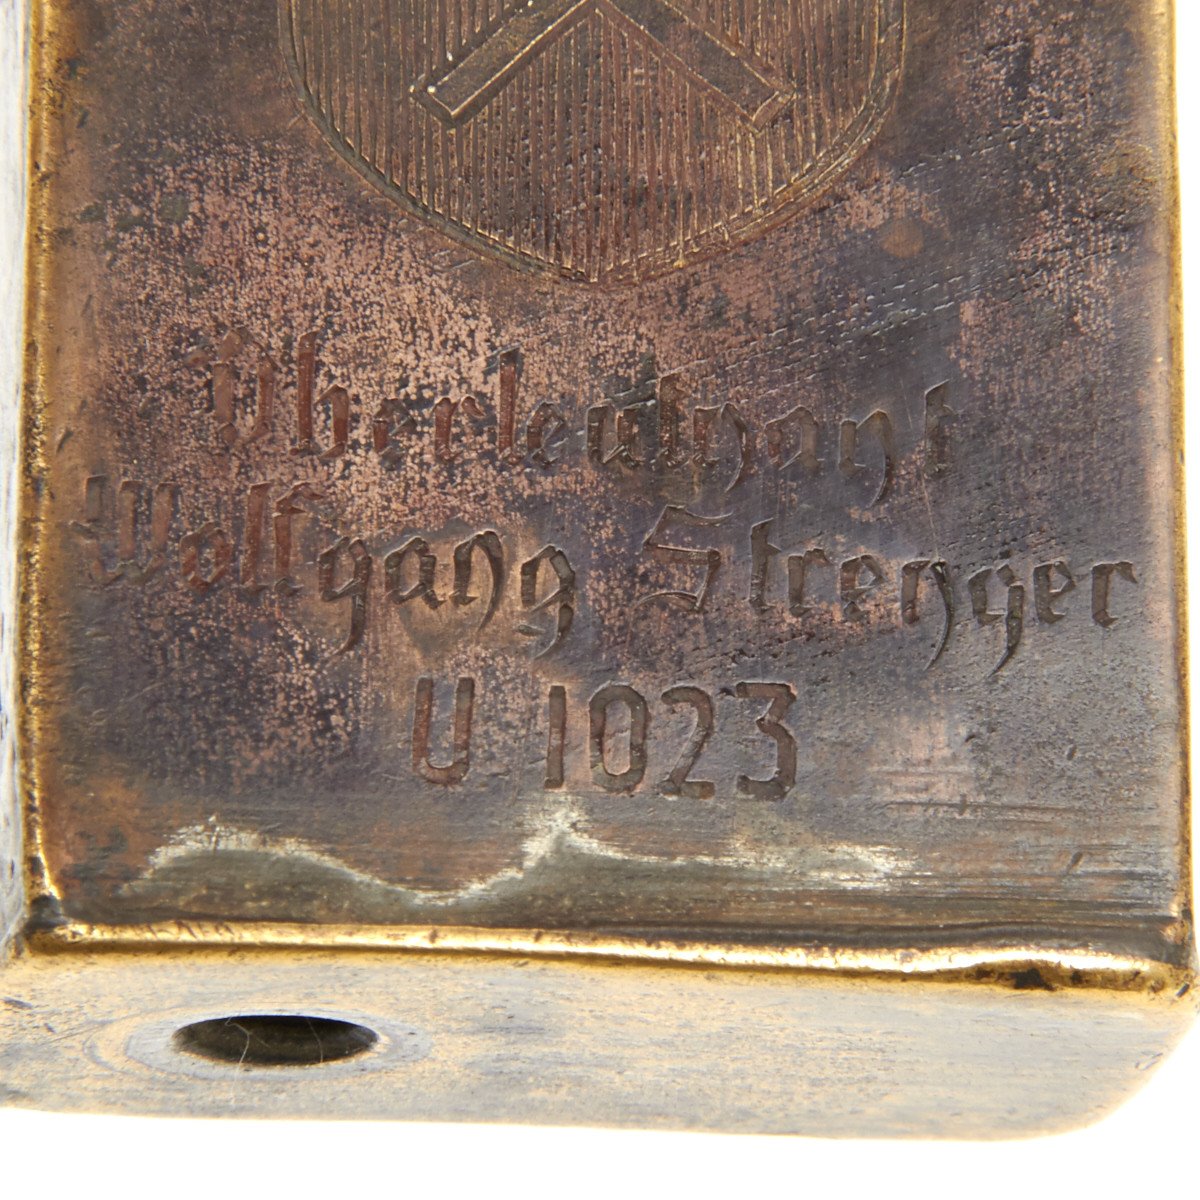 Oberleutnant
Wolfgang Strenger
U 1023